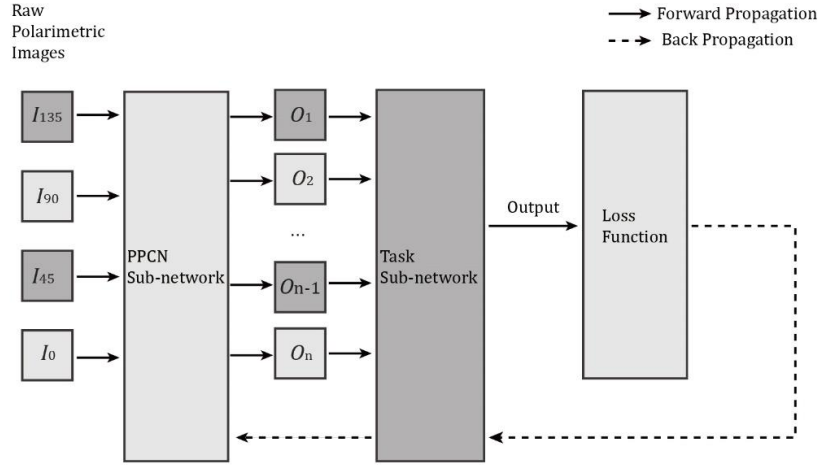 Raw
Polarimetric
Images
Forward Propagation
Back Propagation
I135
I90
I45
I0
PPCN
Sub-network
O1
O2
...
On-1
On
Task
Sub-network
Output
Loss
Function